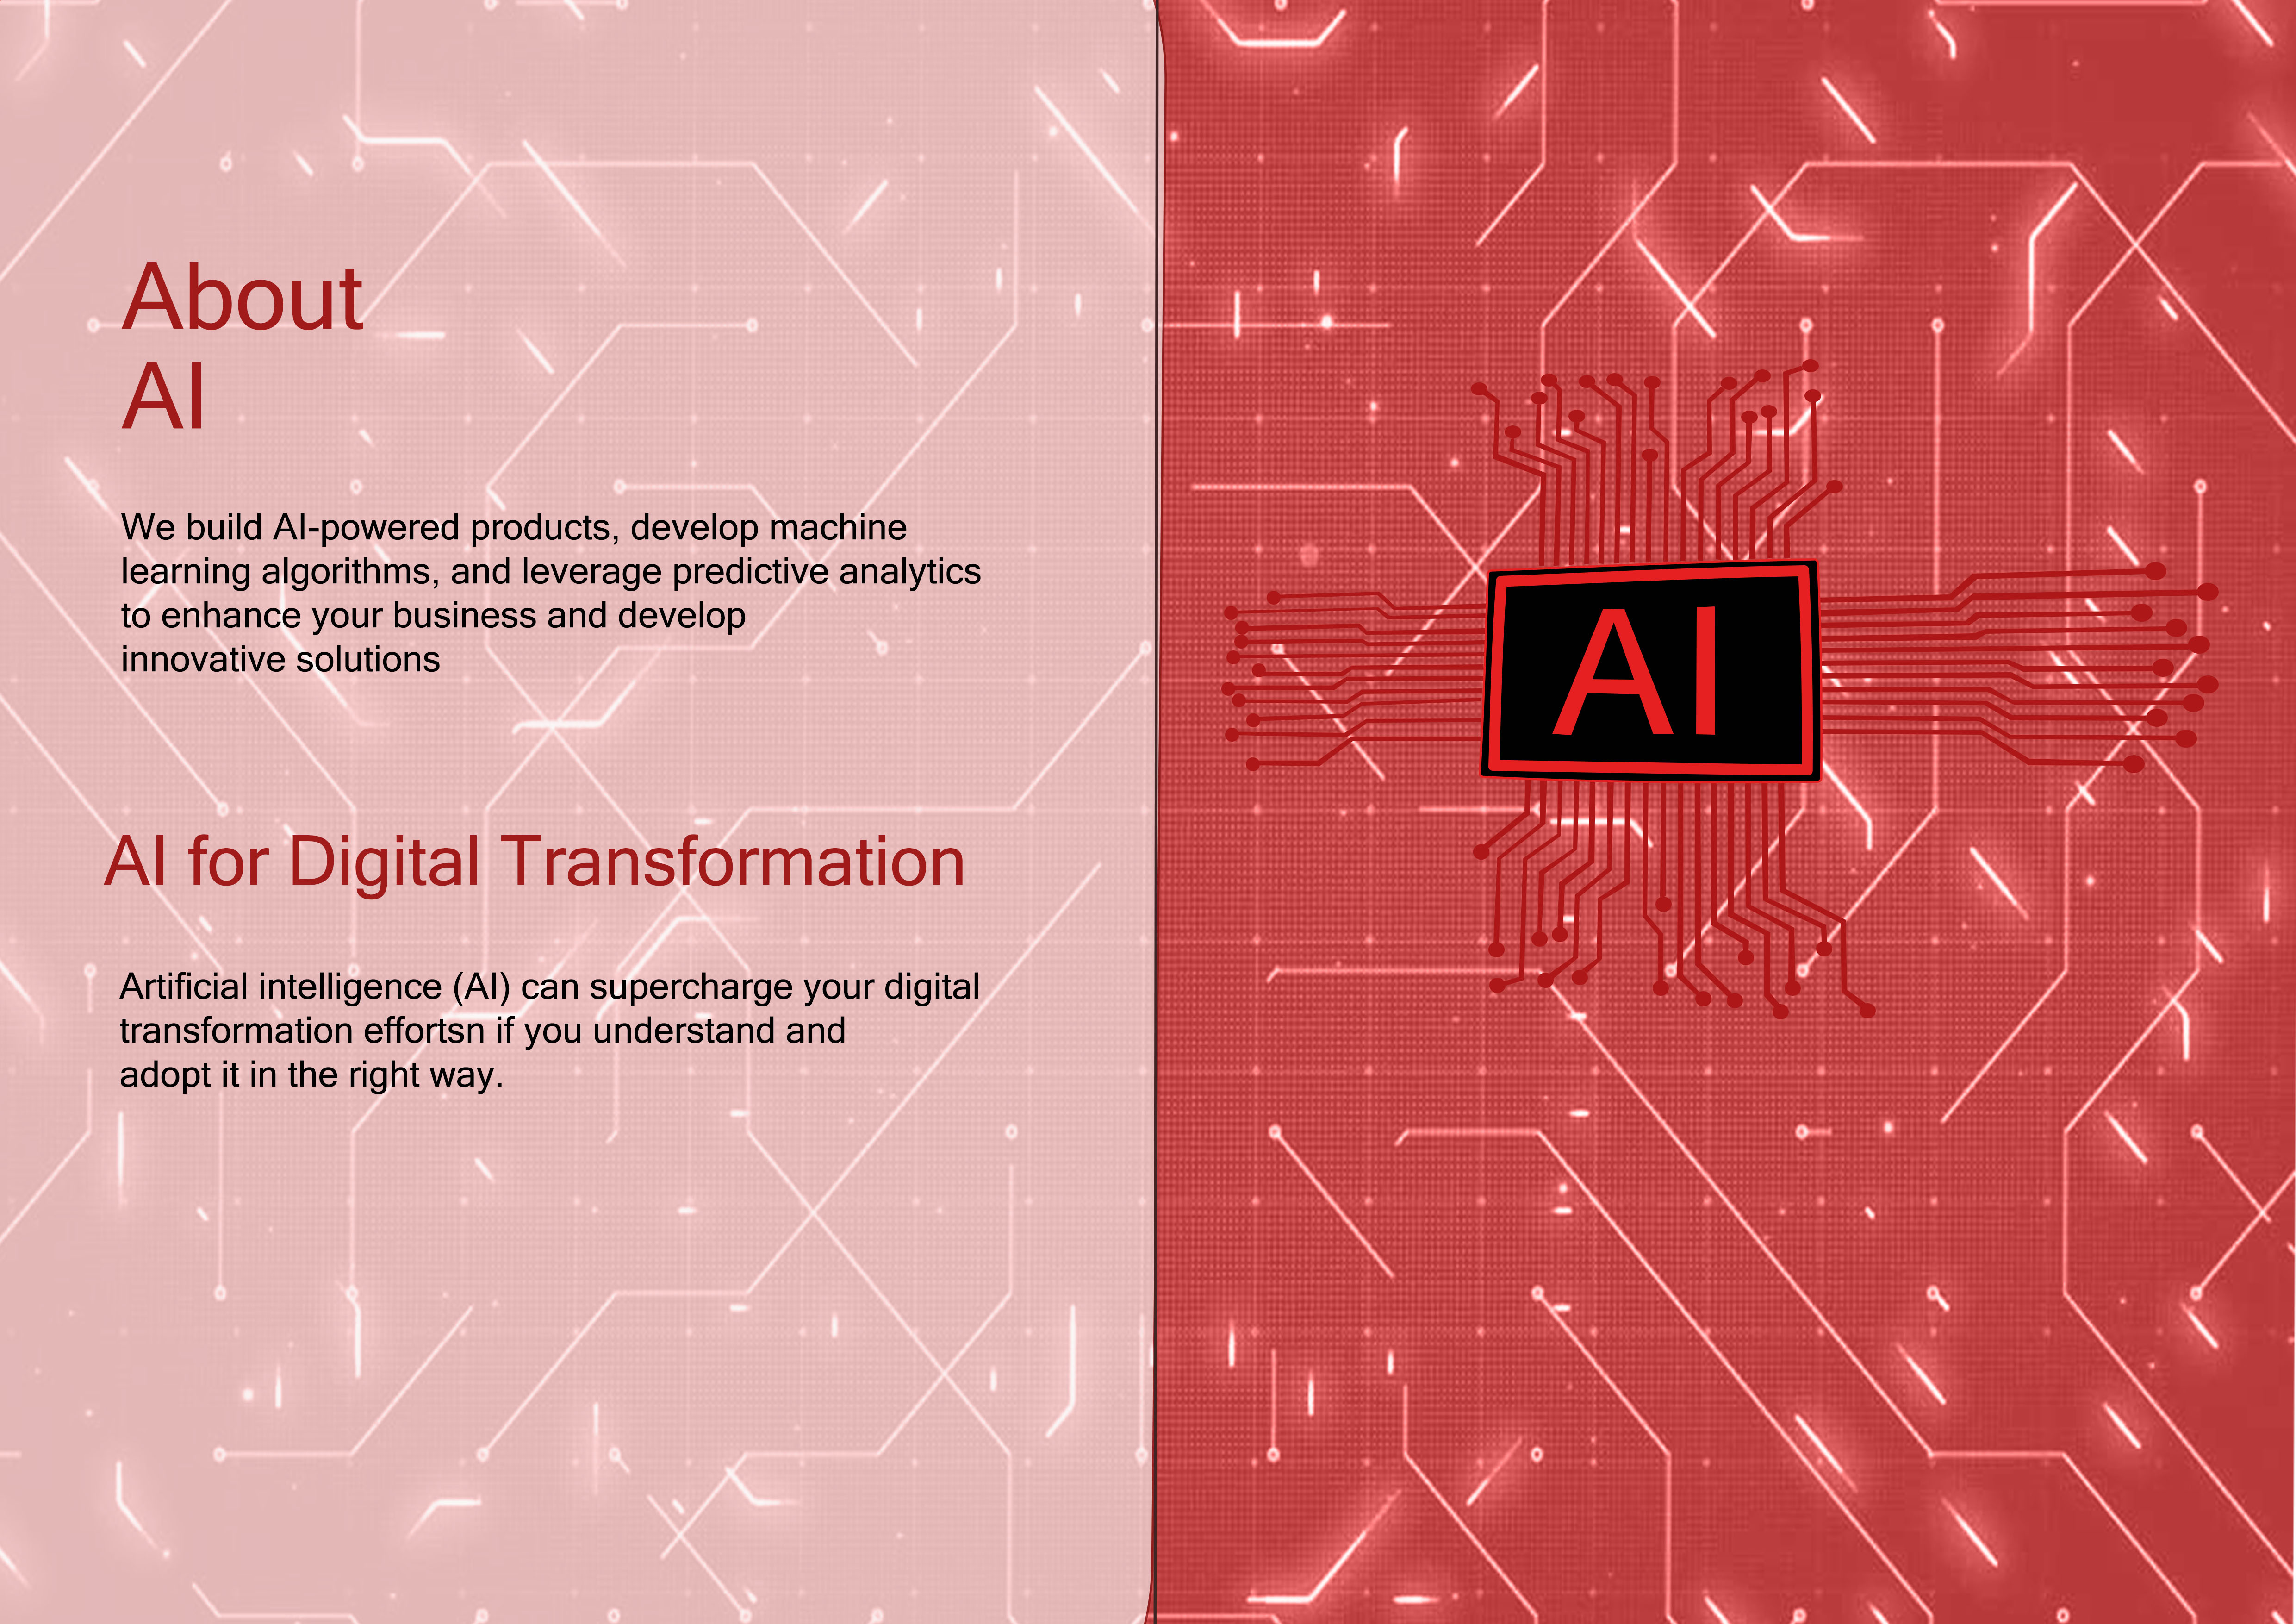 About
AI
We build AI-powered products, develop machine
learning algorithms, and leverage predictive analytics
to enhance your business and develop
innovative solutions
AI for Digital Transformation
Artificial intelligence (AI) can supercharge your digital
transformation effortsn if you understand and
adopt it in the right way.
AI